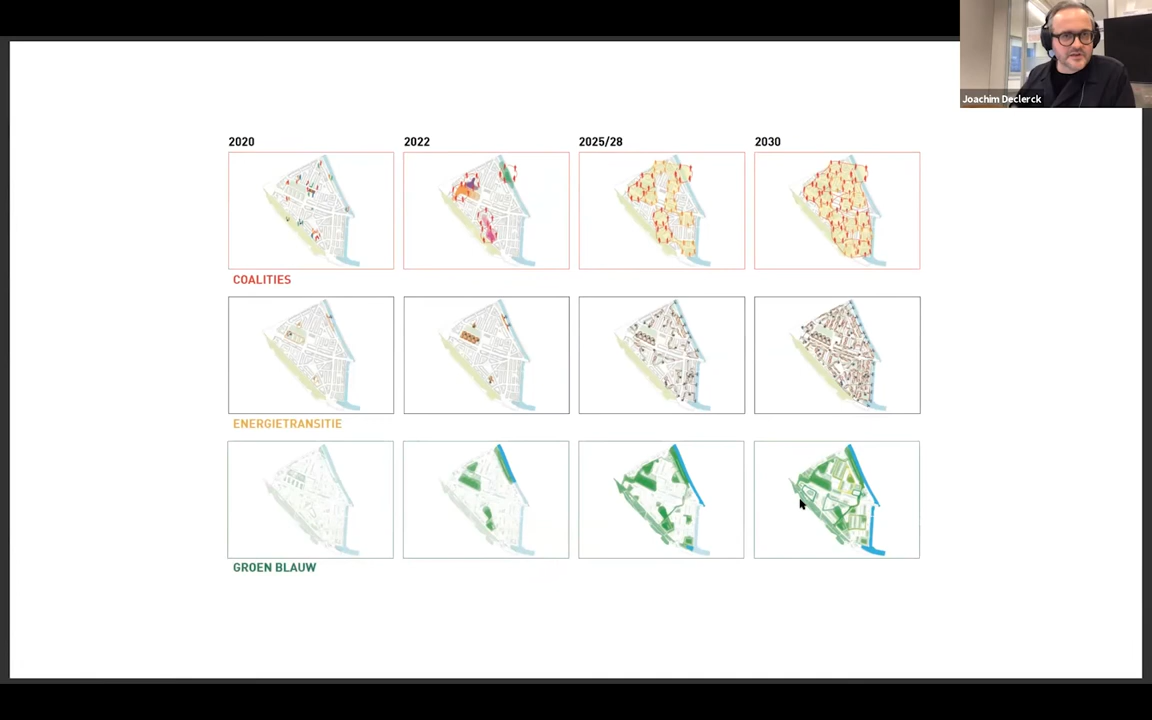 Joachim Declerck
2020 2022 2025/28 2030
COALITIES
ENERGIETRANSITIE
GROEN BLAUW